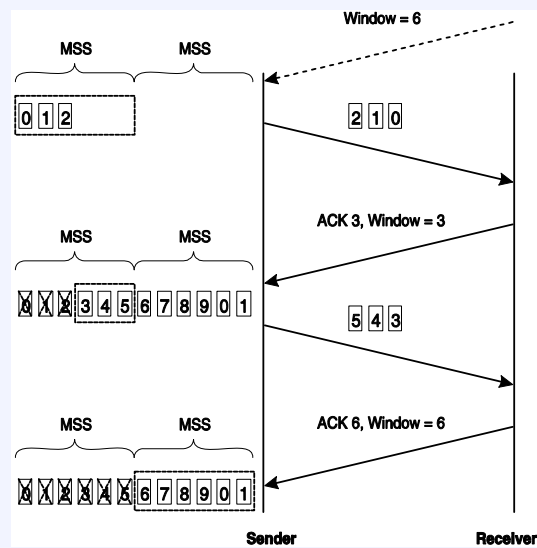 Window = 6
MSS MSS
0 1 2
2 1 0
ACK 3, Window = 3
MSS MSS
0 1 2 3 4 5 6 7 8 9 0 1
5 4 3
ACK 6, Window = 6
MSS MSS
0 1 2 3 4 5 6 7 8 9 0 1
Sender Receiver